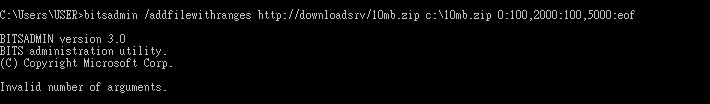 C:\Users\USER>bitsadmin /addfilewithranges http://downloadsrv/10mb.zip c:\10mb.zip 0:100,2000:100,5000:eof
BITSADMIN version 3.0
BITS administration utility.
(C) Copyright Microsoft Corp.
Invalid number of arguments.